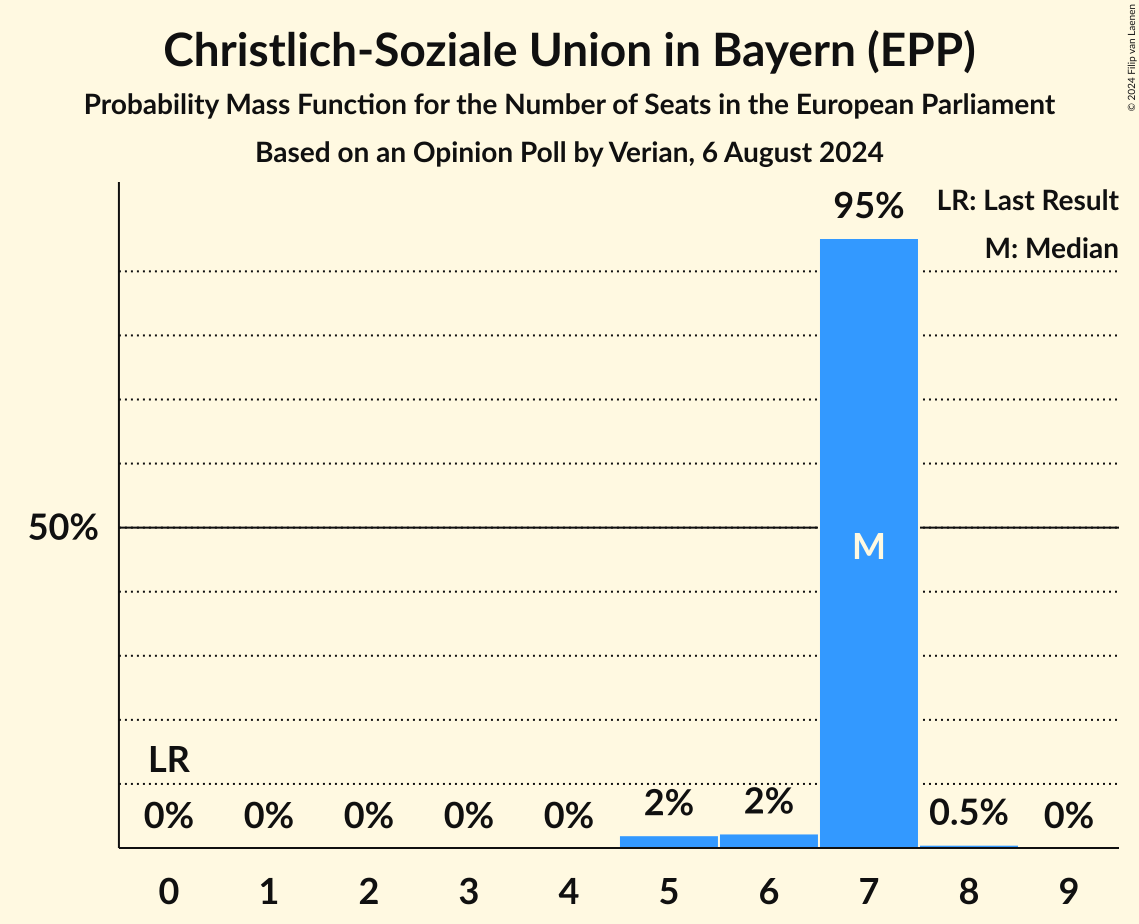 Christlich-Soziale Union in Bayern (EPP)
Probability Mass Function for the Number of Seats in the European Parliament
Based on an Opinion Poll by Verian, 6 August 2024
© 2024 Filip van Laenen
LR: Last Result
M: Median
95%
50%
M
LR
0% 0% 0% 0% 0% 2% 2% 0.5% 0%
0 1 2 3 4 5 6 7 8 9